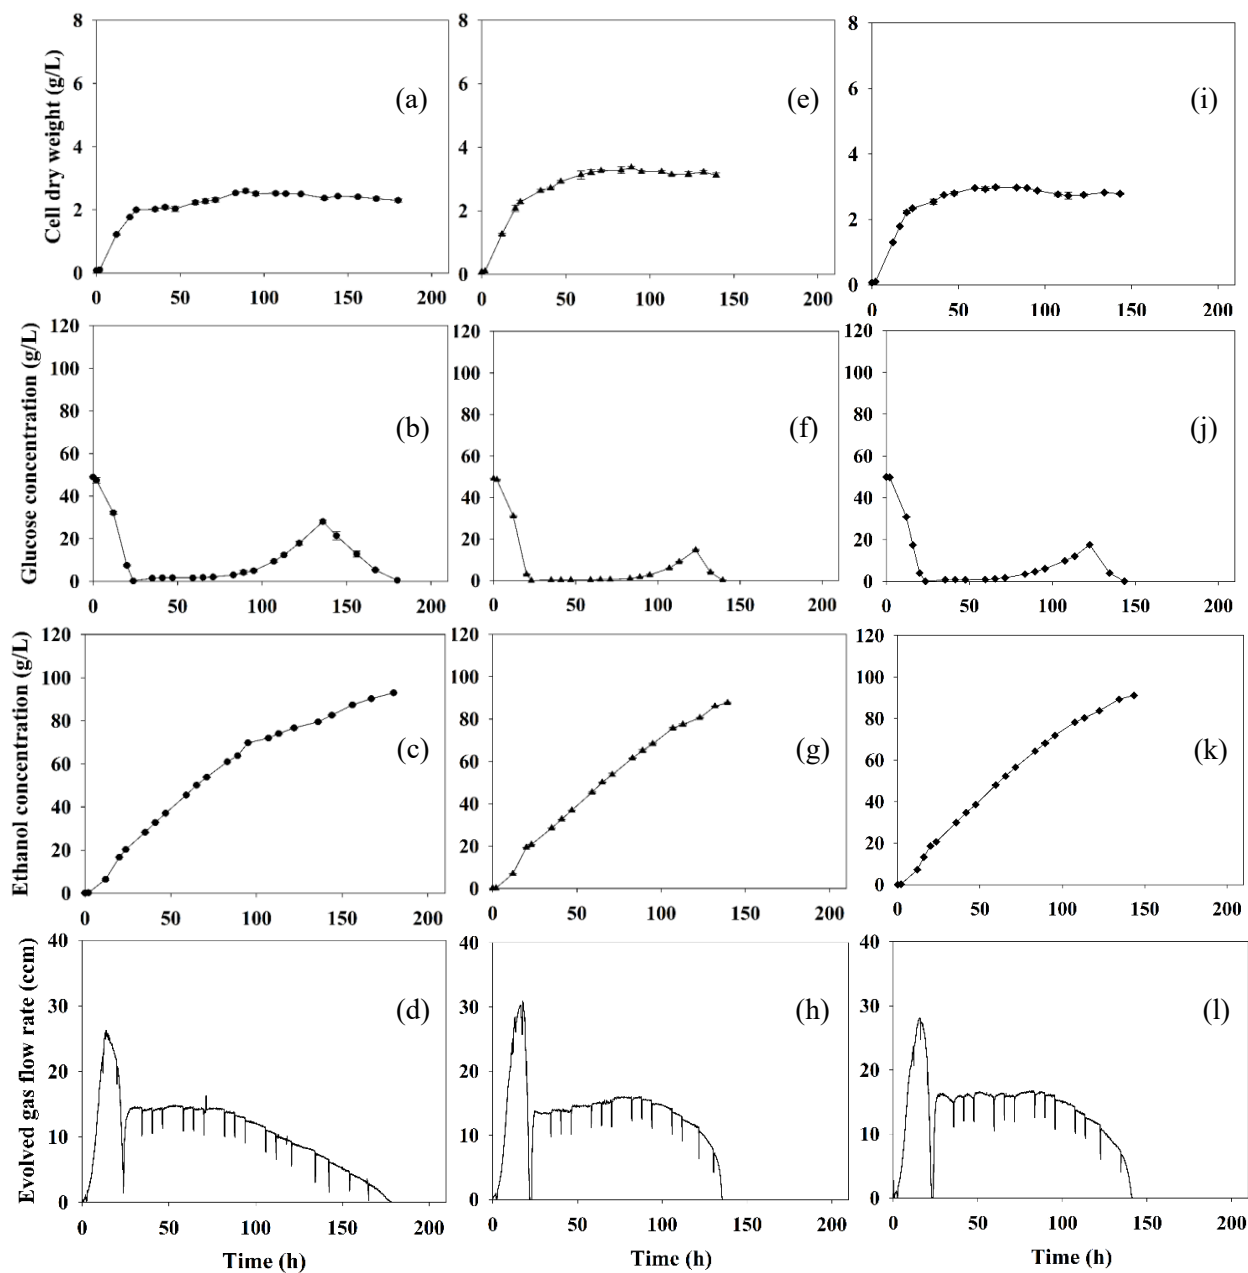 Cell dry weight (g/L)
8
6
4
2
0
(a)
0 50 100 150 200
8
6
4
2
0
(e)
0 50 100 150 200
8
6
4
2
0
(i)
0 50 100 150 200
Glucose concentration (g/L)
120
100
80
60
40
20
0
(b)
0 50 100 150 200
120
100
80
60
40
20
0
(f)
0 50 100 150 200
120
100
80
60
40
20
0
(j)
0 50 100 150 200
Ethanol concentration (g/L)
120
100
80
60
40
20
0
(c)
0 50 100 150 200
120
100
80
60
40
20
0
(g)
0 50 100 150 200
120
100
80
60
40
20
0
(k)
0 50 100 150 200
Evolved gas flow rate (ccm)
40
30
20
10
0
(d)
0 50 100 150 200
Time (h)
40
30
20
10
0
(h)
0 50 100 150 200
Time (h)
40
30
20
10
0
(l)
0 50 100 150 200
Time (h)